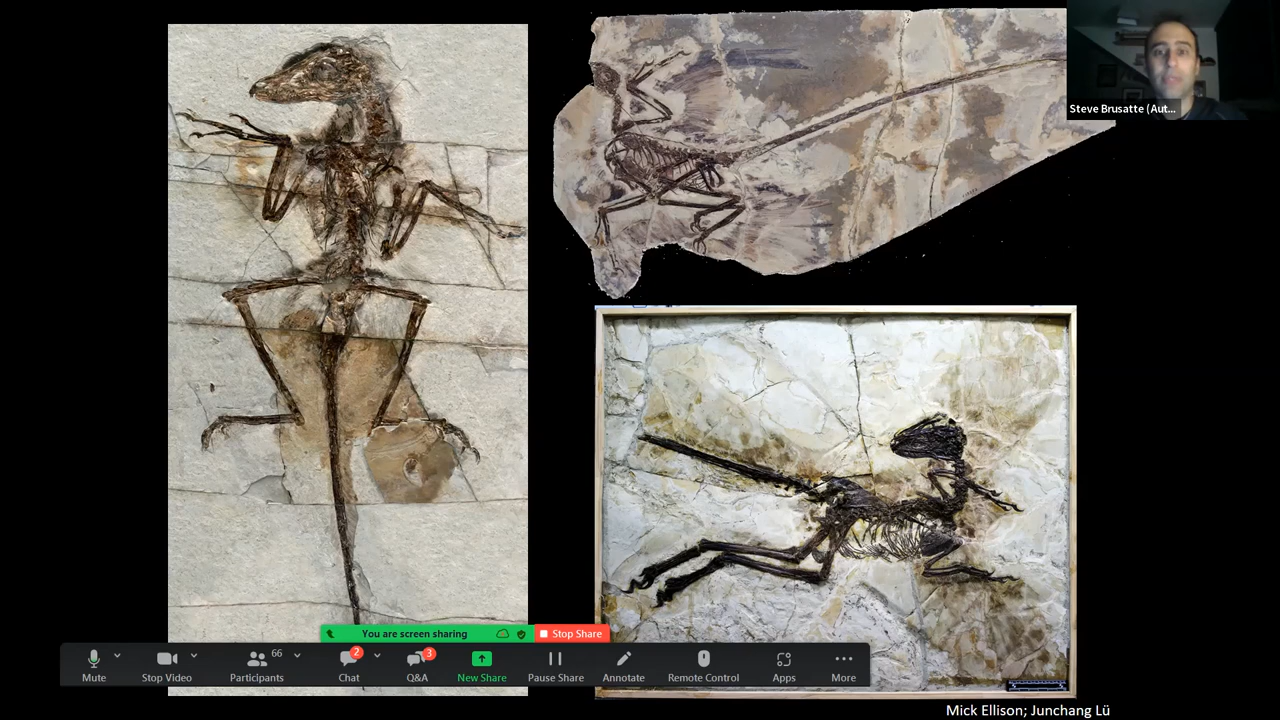 Steve Brusatte (Aut...
You are screen sharing
Stop Share
66
2
3
Mute
Stop Video
Participants
Chat
Q&A
New Share
Pause Share
Annotate
Remote Control
Apps
More
Mick Ellison; Junchang Lü